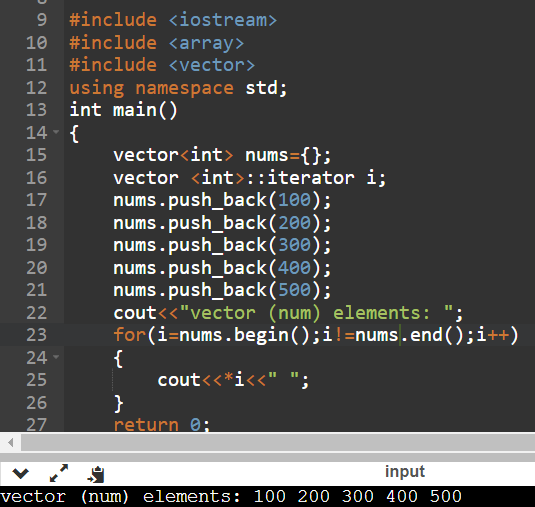 9 #include <iostream>
10 #include <array>
11 #include <vector>
12 using namespace std;
13 int main()
14 {
15 vector<int> nums={};
16 vector <int>::iterator i;
17 nums.push_back(100);
18 nums.push_back(200);
19 nums.push_back(300);
20 nums.push_back(400);
21 nums.push_back(500);
22 cout<<"vector (num) elements: ";
23 for(i=nums.begin();i!=nums.end();i++)
24 {
25 cout<<*i<<" ";
26 }
27 return 0;
input
vector (num) elements: 100 200 300 400 500